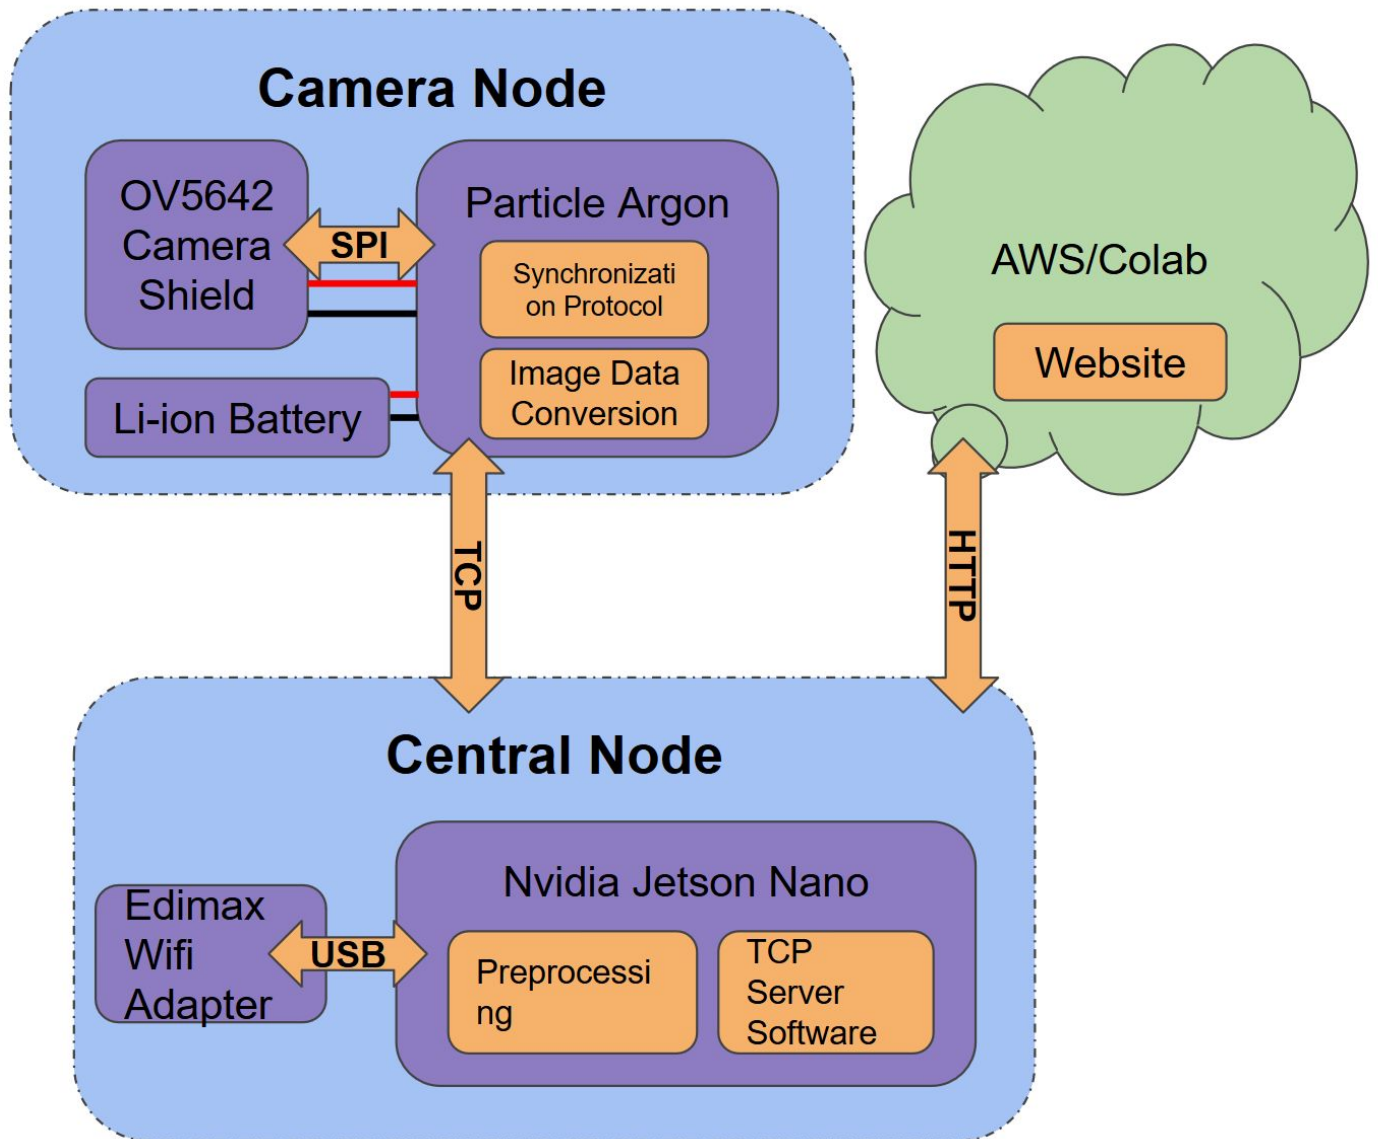 Camera Node
OV5642
Camera
Shield
SPI
Particle Argon
Synchronizati
on Protocol
Image Data
Conversion
Li-ion Battery
AWS/Colab
Website
TCP
HTTP
Central Node
Edimax
Wifi
Adapter
USB
Nvidia Jetson Nano
Preprocessi
ng
TCP
Server
Software